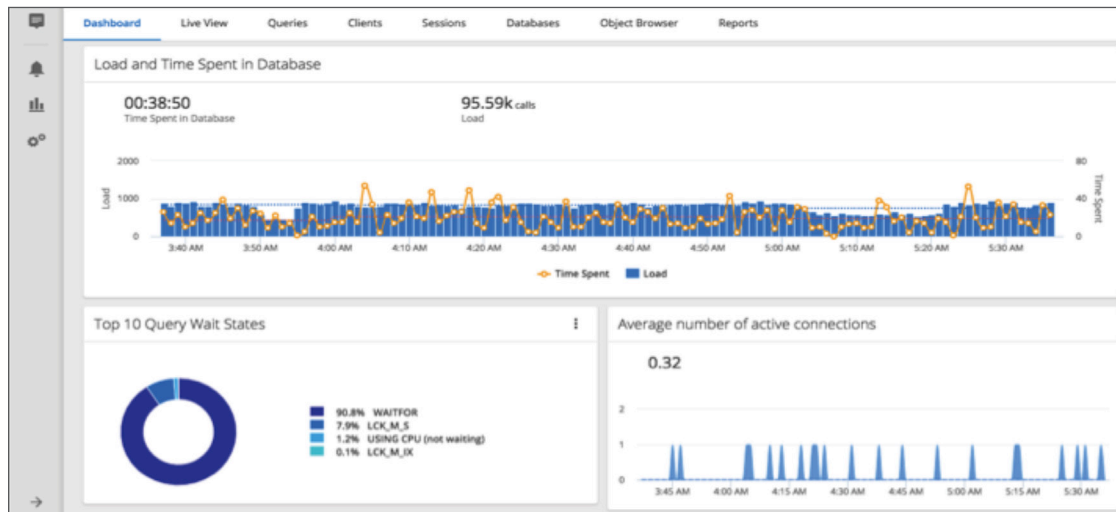 Dashboard Live View Queries Clients Sessions Databases Object Browser Reports
Load and Time Spent in Database
00:38:50 95.59k calls
Time Spent in Database Load
2000 80
1000 40
0 0
Load
Time Spent
3:40 AM 3:50 AM 4:00 AM 4:10 AM 4:20 AM 4:30 AM 4:40 AM 4:50 AM 5:00 AM 5:10 AM 5:20 AM 5:30 AM
Time Spent Load
Top 10 Query Wait States
90.8% WAITFOR
7.9% LCK_M_S
1.2% USING CPU (not waiting)
0.1% LCK_M_IX
Average number of active connections
0.32
2
1
0
3:45 AM 4:00 AM 4:15 AM 4:31 AM 4:30 AM 4:45 AM 5:00 AM 5:15 AM 5:30 AM